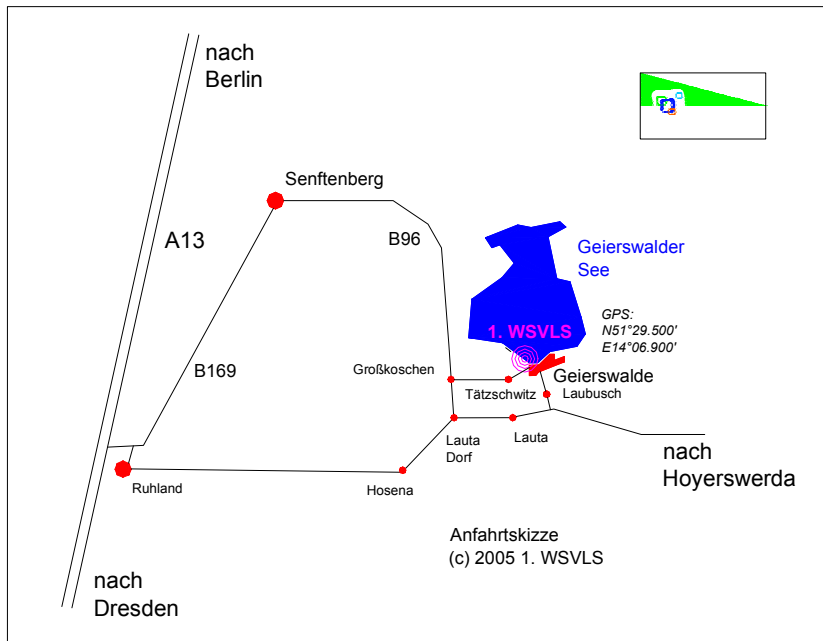 nach
Berlin
Senftenberg
A13
B96
Geierswalder
See
GPS:
N51°29.500'
E14°06.900'
1. WSVLS
B169
Großkoschen
Geierswalde
Tätzschwitz
Laubusch
Lauta
Dorf
Lauta
nach
Hoyerswerda
Ruhland
Hosena
Anfahrtskizze
(c) 2005 1. WSVLS
nach
Dresden